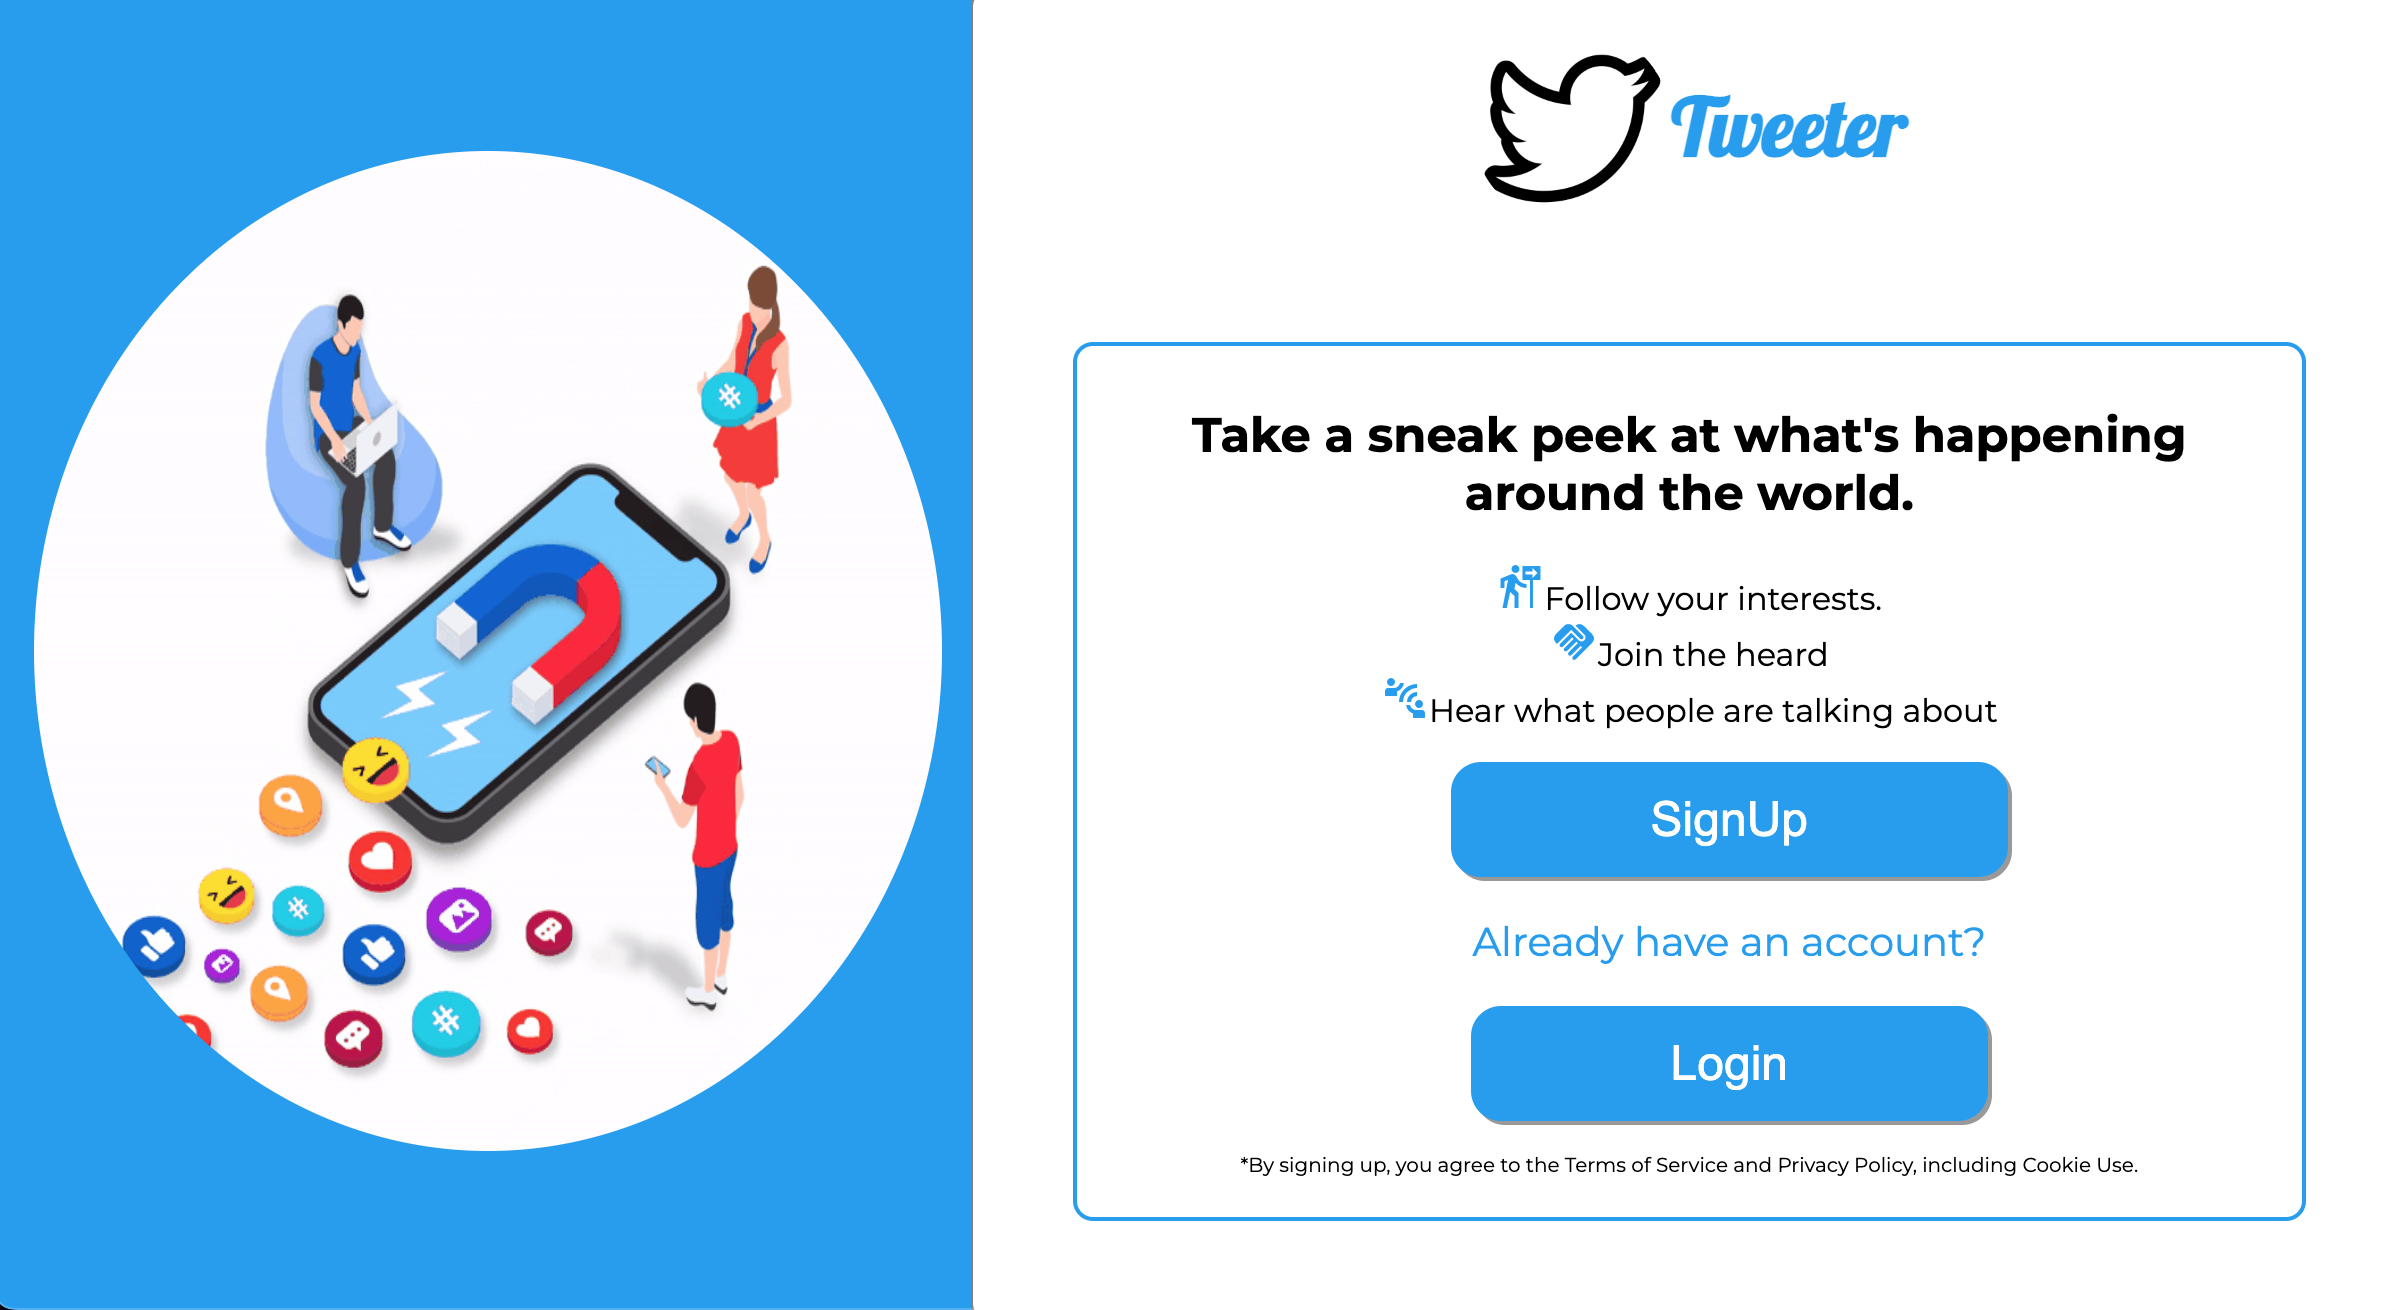 Tweeter
Take a sneak peek at what's happening
around the world.
Follow your interests.
Join the heard
Hear what people are talking about
SignUp
Already have an account?
Login
*By signing up, you agree to the Terms of Service and Privacy Policy, including Cookie Use.